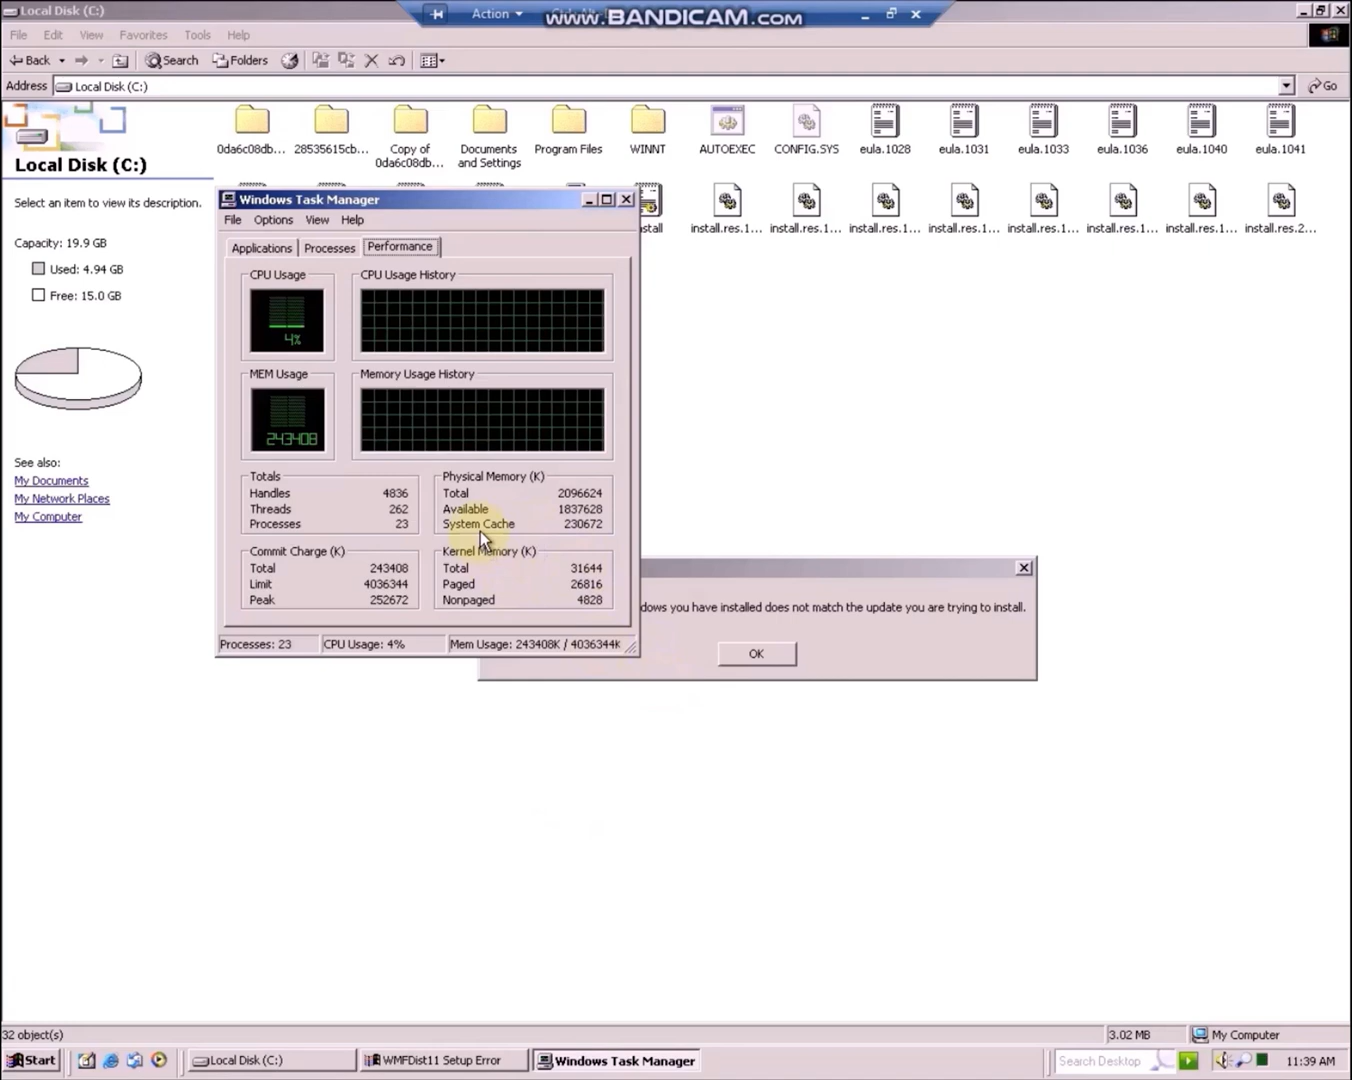 Local Disk (C:)
Action
www.BANDICAM.com
File Edit View Favorites Tools Help
Back Search Folders
Address Local Disk (C:) Go
0da6c08db... 28535615cb... Copy of 0da6c08db... Documents and Settings Program Files WINNT AUTOEXEC CONFIG.SYS eula.1028 eula.1031 eula.1033 eula.1036 eula.1040 eula.1041
Local Disk (C:)
Select an item to view its description.
Capacity: 19.9 GB
Used: 4.94 GB
Free: 15.0 GB
See also:
My Documents
My Network Places
My Computer
stall install.res.1... install.res.1... install.res.1... install.res.1... install.res.1... install.res.1... install.res.1... install.res.2...
Windows Task Manager
File Options View Help
Applications Processes Performance
CPU Usage CPU Usage History
4%
MEM Usage Memory Usage History
243408
Totals
Handles 4836
Threads 262
Processes 23
Physical Memory (K)
Total 2096624
Available 1837628
System Cache 230672
Commit Charge (K)
Total 243408
Limit 4036344
Peak 252672
Kernel Memory (K)
Total 31644
Paged 26816
Nonpaged 4828
Processes: 23 CPU Usage: 4% Mem Usage: 243408K / 4036344K
dows you have installed does not match the update you are trying to install.
OK
32 object(s) 3.02 MB My Computer
Start Local Disk (C:) WMFDist11 Setup Error Windows Task Manager Search Desktop 11:39 AM